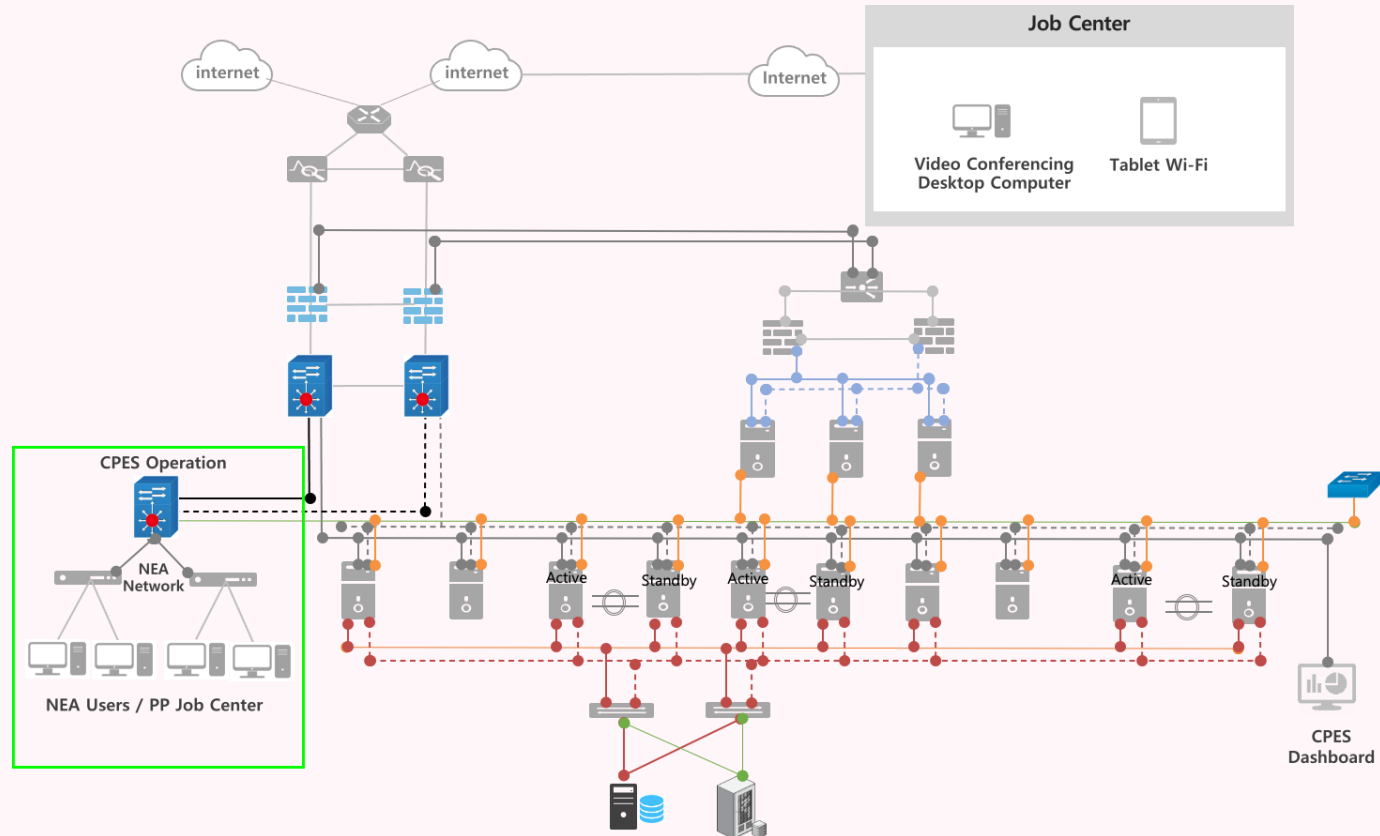 Job Center
internet
internet
Internet
Video Conferencing
Desktop Computer
Tablet Wi-Fi
CPES Operation
NEA
Network
NEA Users / PP Job Center
Active
Standby
Active
Standby
Active
Standby
CPES
Dashboard